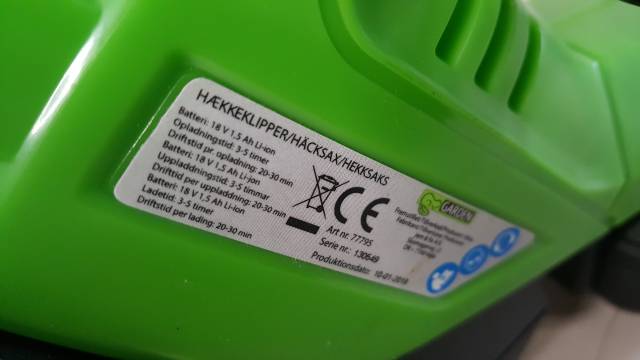 HÆKKEKLIPPER/HÄCKSAX/HEKKSAKS
Batteri: 18 V 1,5 Ah Li-ion
Opladningstid: 3-5 timer
Driftstid pr. opladning: 20-30 min
Batteri: 18 V 1,5 Ah Li-jon
Uppladdningstid: 3-5 timmar
Drifttid per uppladdning: 20-30 min
Batteri: 18 V 1,5 Ah Li-ion
Ladetid: 3-5 timer
Driftstid per lading: 20-30 min
CE
Art nr. 77795
Serie nr.: 130649
Produktionsdato: 10-01-2019
GARDEN